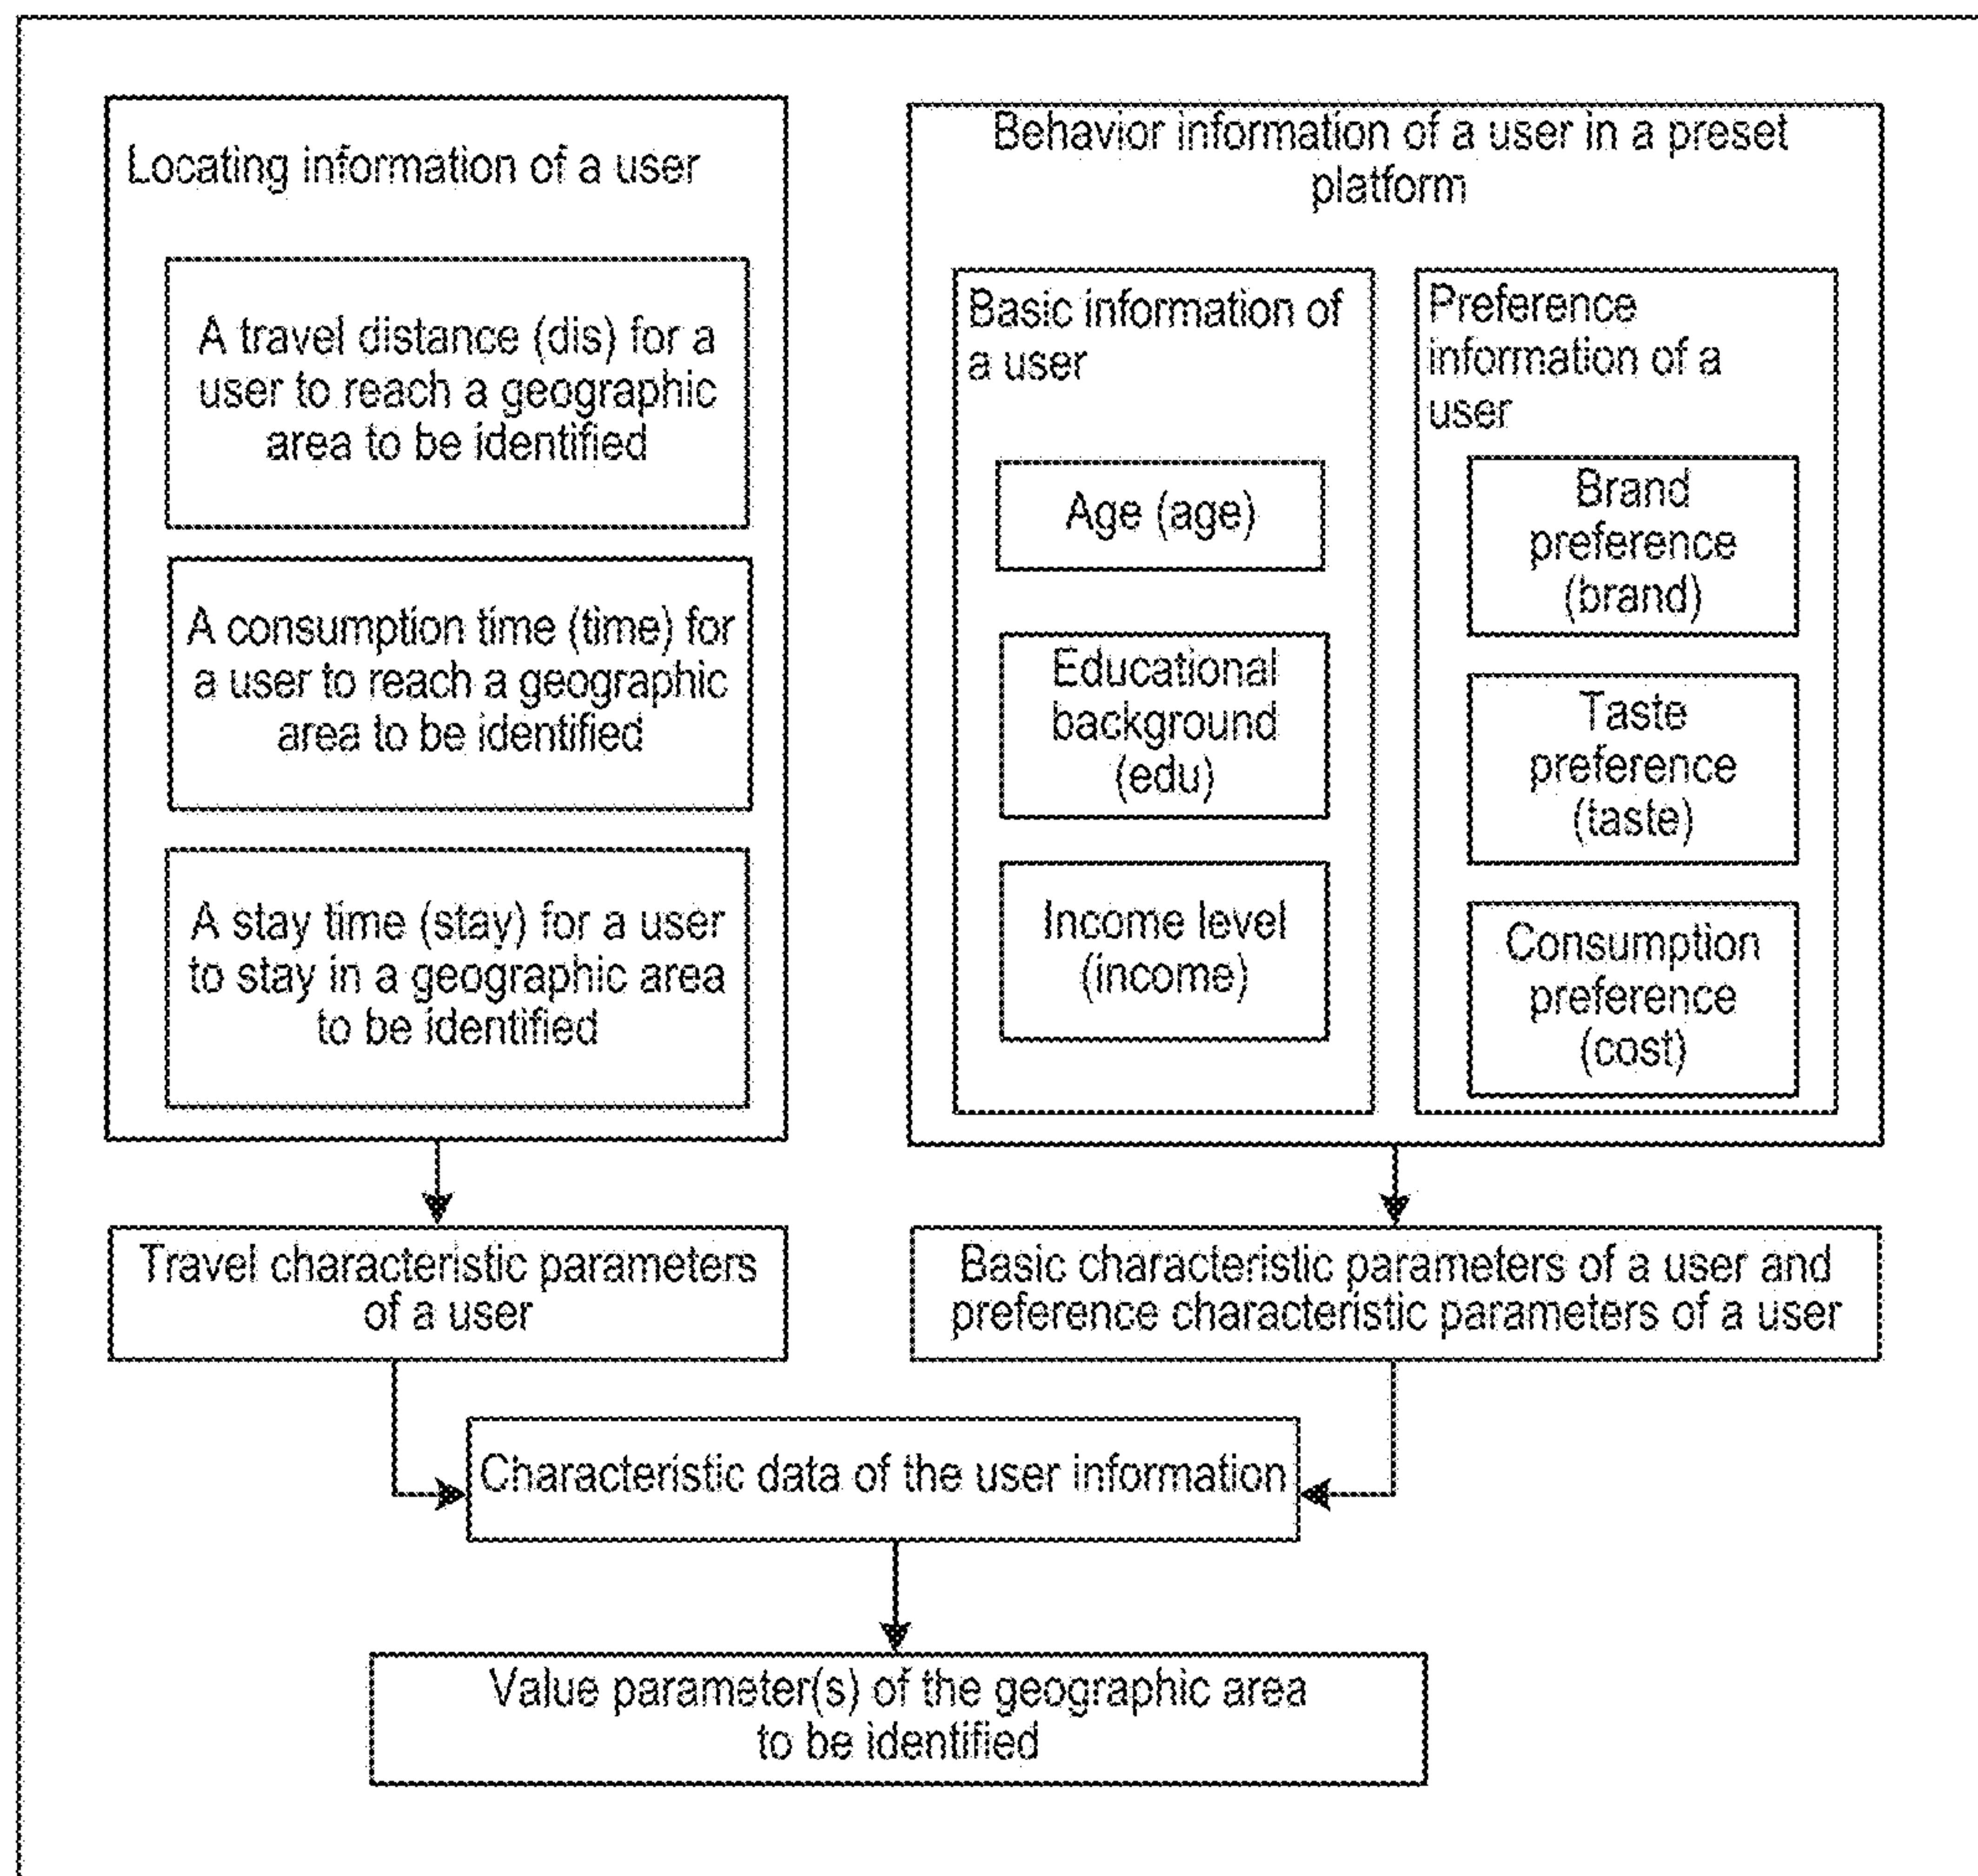 Locating information of a user
A travel distance (dis) for a
user to reach a geographic
area to be identified
A consumption time (time) for
a user to reach a geographic
area to be identified
A stay time (stay) for a user
to stay in a geographic area
to be identified
Behavior information of a user in a preset
platform
Basic information of
a user
Age (age)
Educational
background
(edu)
Income level
(income)
Preference
information of a
user
Brand
preference
(brand)
Taste
preference
(taste)
Consumption
preference
(cost)
Travel characteristic parameters
of a user
Basic characteristic parameters of a user and
preference characteristic parameters of a user
Characteristic data of the user information
Value parameter(s) of the geographic area
to be identified